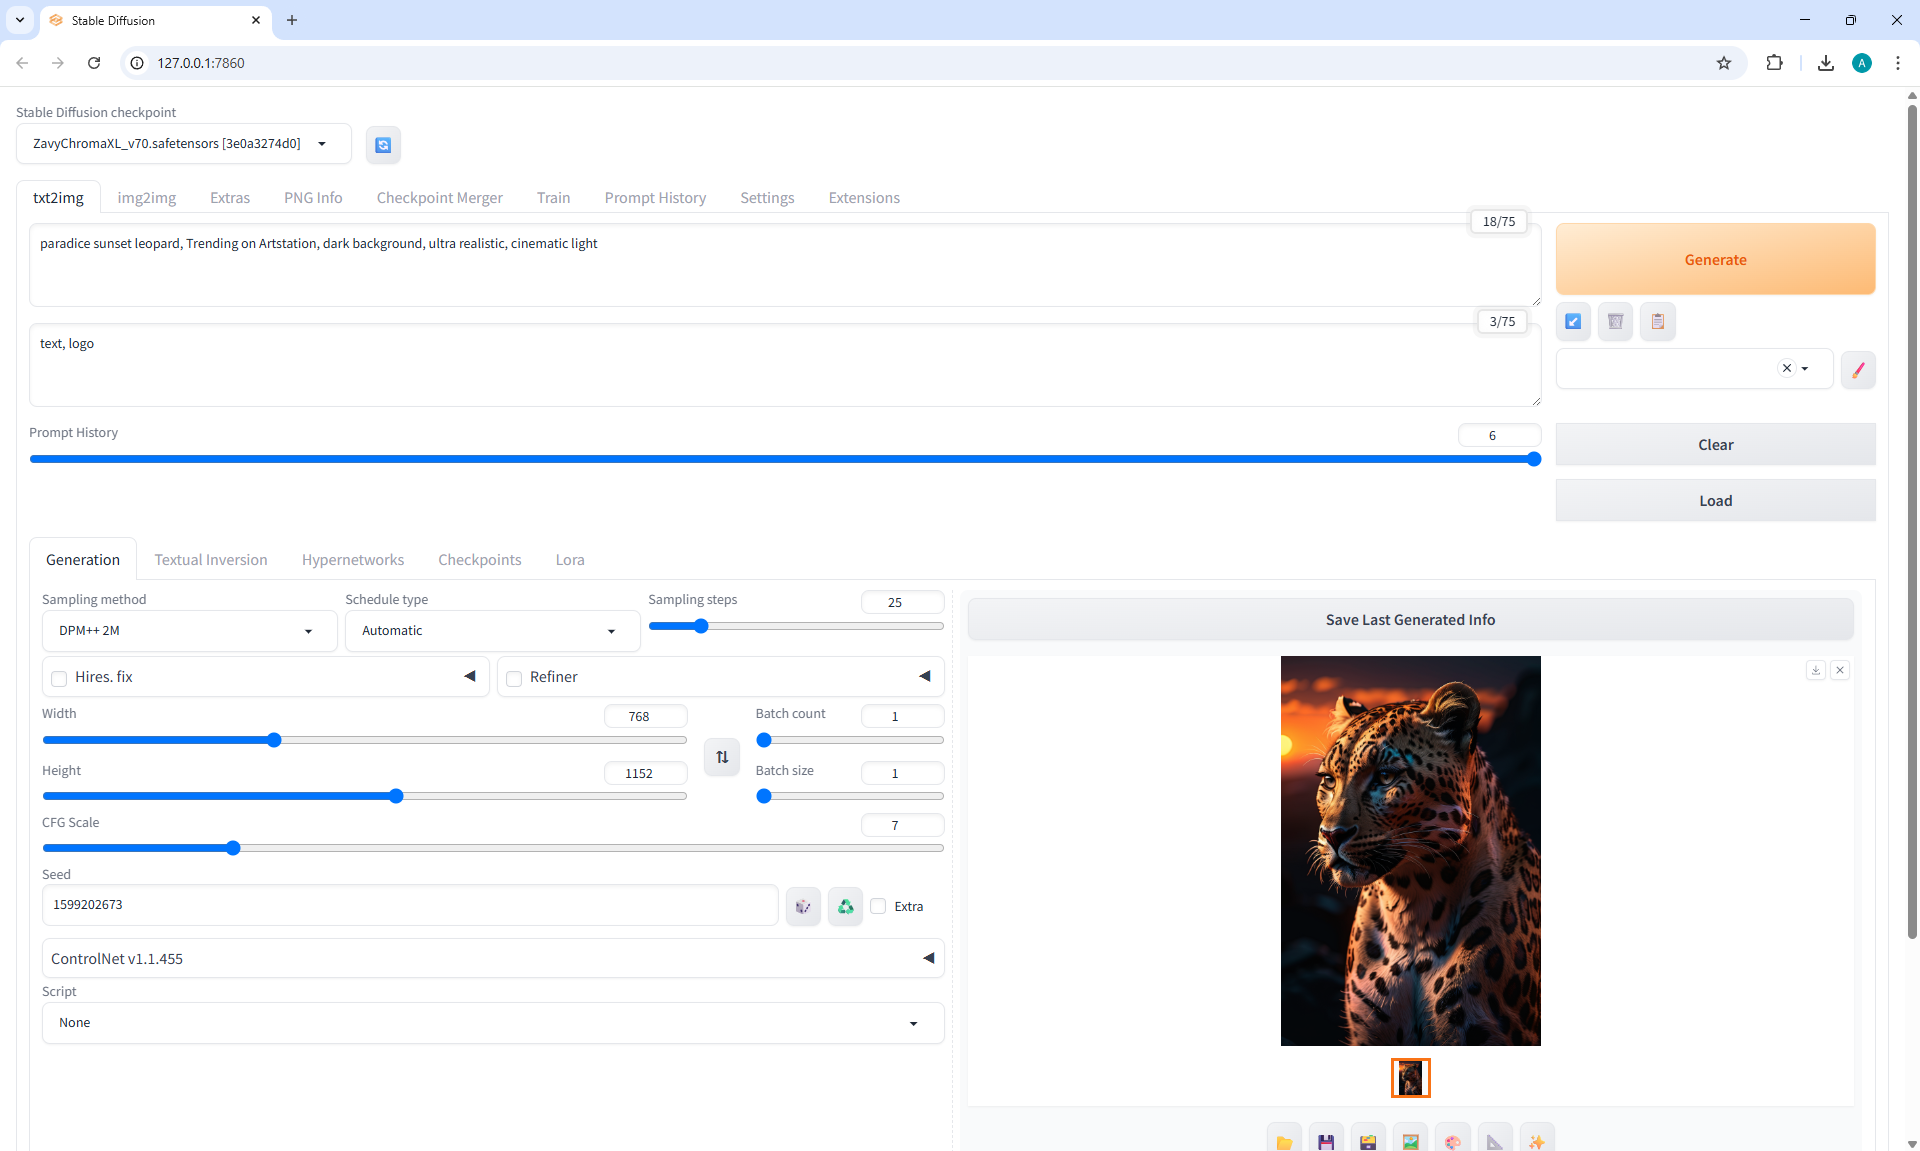 Stable Diffusion
127.0.0.1:7860
A
Stable Diffusion checkpoint
ZavyChromaXL_v70.safetensors [3e0a3274d0]
txt2img img2img Extras PNG Info Checkpoint Merger Train Prompt History Settings Extensions
18/75
paradice sunset leopard, Trending on Artstation, dark background, ultra realistic, cinematic light
Generate
3/75
text, logo
Prompt History
6
Clear
Load
Generation Textual Inversion Hypernetworks Checkpoints Lora
Sampling method
DPM++ 2M
Schedule type
Automatic
Sampling steps
25
Save Last Generated Info
Hires. fix
Refiner
Width
768
Batch count
1
Height
1152
Batch size
1
CFG Scale
7
Seed
1599202673
Extra
ControlNet v1.1.455
Script
None